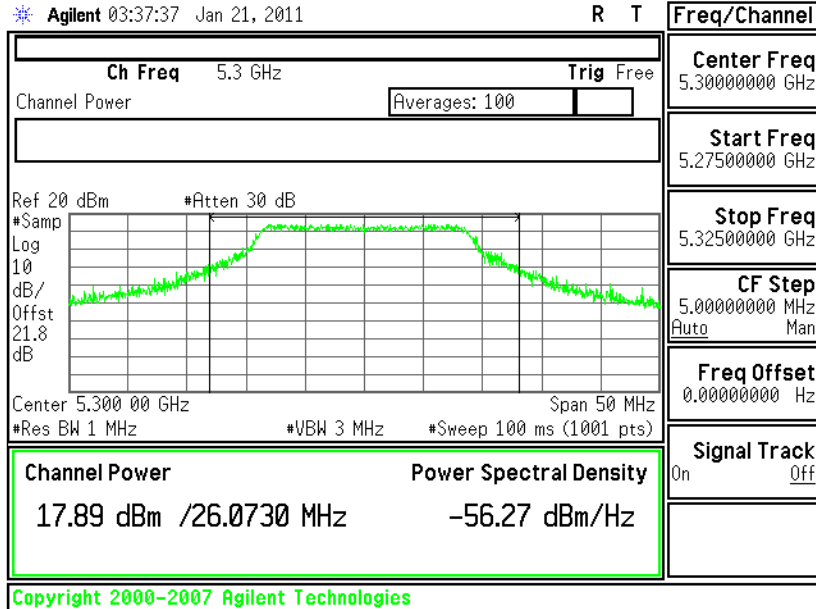 Agilent 03:37:37 Jan 21, 2011 R T
Freq/Channel
Ch Freq 5.3 GHz Trig Free
Channel Power Averages: 100
Center Freq
5.30000000 GHz
Start Freq
5.27500000 GHz
Stop Freq
5.32500000 GHz
CF Step
5.00000000 MHz
Auto Man
Freq Offset
0.00000000 Hz
Signal Track
On Off
Ref 20 dBm #Atten 30 dB
#Samp
Log
10
dB/
Offst
21.8
dB
Center 5.300 00 GHz Span 50 MHz
#Res BW 1 MHz #VBW 3 MHz #Sweep 100 ms (1001 pts)
Channel Power Power Spectral Density
17.89 dBm /26.0730 MHz -56.27 dBm/Hz
Copyright 2000-2007 Agilent Technologies